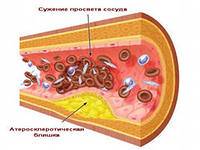 Сужение просвета сосуда
Атеросклеротическая
бляшка